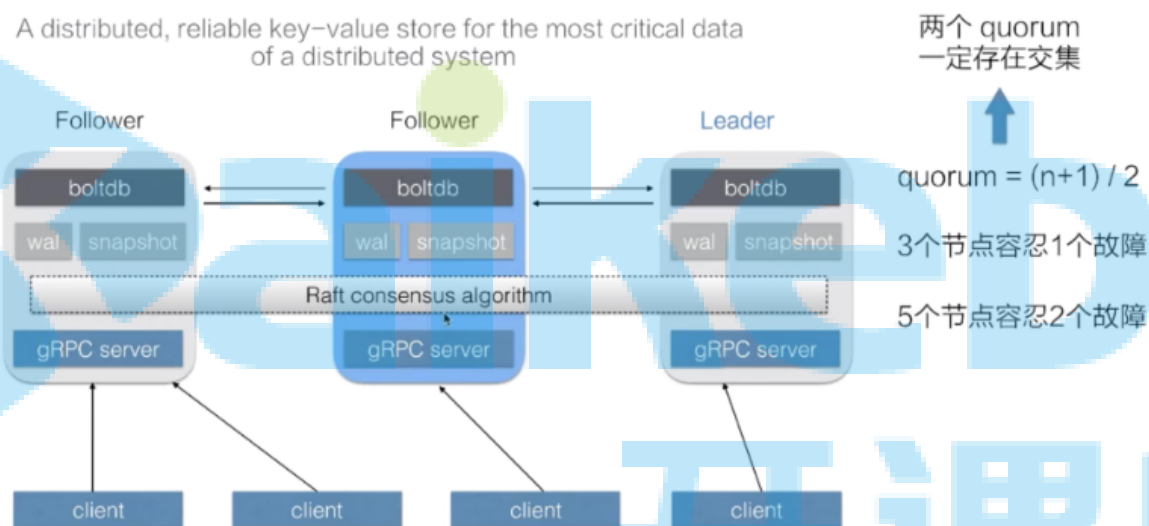 A distributed, reliable key-value store for the most critical data
of a distributed system
两个 quorum
一定存在交集
Follower
Follower
Leader
boltdb
boltdb
boltdb
quorum = (n+1) / 2
wal
snapshot
wal
snapshot
wal
snapshot
3个节点容忍1个故障
Raft consensus algorithm
5个节点容忍2个故障
gRPC server
gRPC server
gRPC server
client
client
client
client